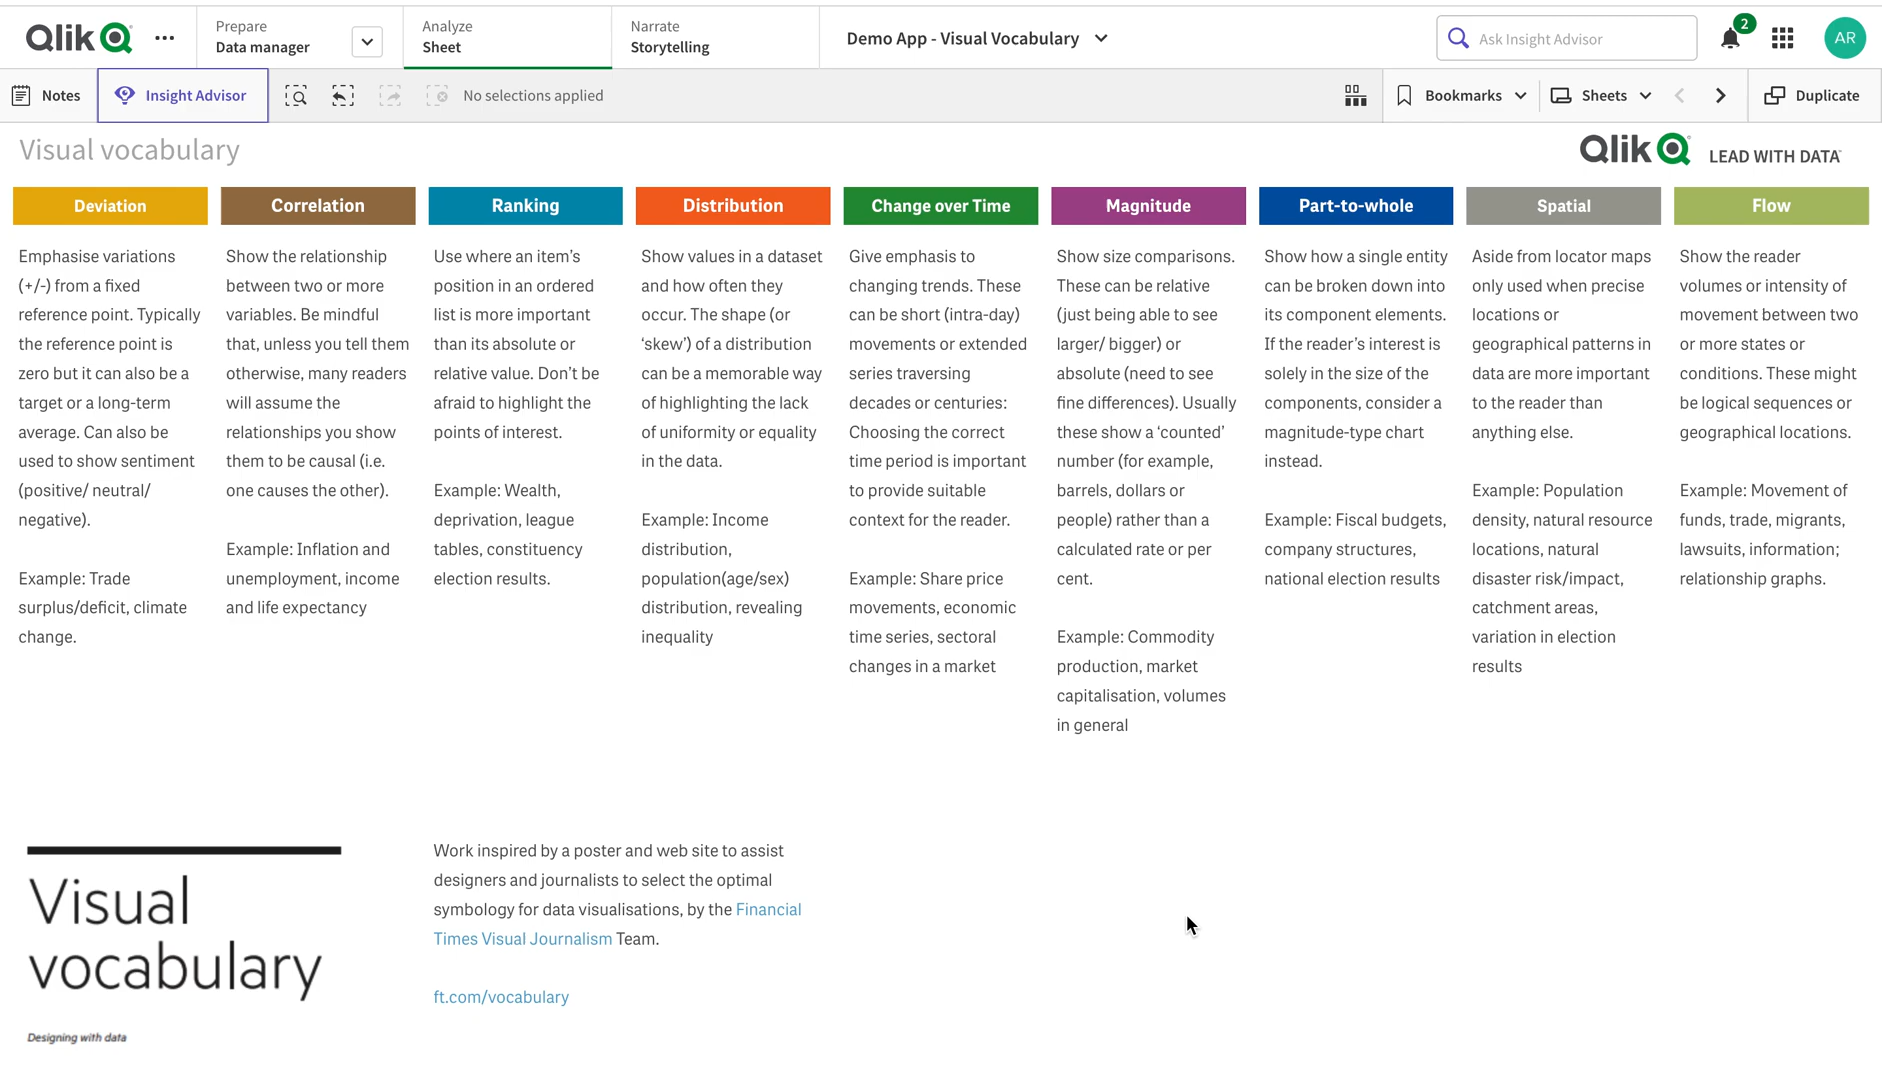 Qlik
Prepare
Data manager
Analyze
Sheet
Narrate
Storytelling
Demo App - Visual Vocabulary
Ask Insight Advisor
2
AR
Notes
Insight Advisor
No selections applied
Bookmarks
Sheets
Duplicate
Visual vocabulary
Qlik
LEAD WITH DATA
Deviation
Emphasise variations
(+/-) from a fixed
reference point. Typically
the reference point is
zero but it can also be a
target or a long-term
average. Can also be
used to show sentiment
(positive/ neutral/
negative).
Example: Trade
surplus/deficit, climate
change.
Correlation
Show the relationship
between two or more
variables. Be mindful
that, unless you tell them
otherwise, many readers
will assume the
relationships you show
them to be causal (i.e.
one causes the other).
Example: Inflation and
unemployment, income
and life expectancy
Ranking
Use where an item’s
position in an ordered
list is more important
than its absolute or
relative value. Don’t be
afraid to highlight the
points of interest.
Example: Wealth,
deprivation, league
tables, constituency
election results.
Distribution
Show values in a dataset
and how often they
occur. The shape (or
‘skew’) of a distribution
can be a memorable way
of highlighting the lack
of uniformity or equality
in the data.
Example: Income
distribution,
population(age/sex)
distribution, revealing
inequality
Change over Time
Give emphasis to
changing trends. These
can be short (intra-day)
movements or extended
series traversing
decades or centuries:
Choosing the correct
time period is important
to provide suitable
context for the reader.
Example: Share price
movements, economic
time series, sectoral
changes in a market
Magnitude
Show size comparisons.
These can be relative
(just being able to see
larger/ bigger) or
absolute (need to see
fine differences). Usually
these show a ‘counted’
number (for example,
barrels, dollars or
people) rather than a
calculated rate or per
cent.
Example: Commodity
production, market
capitalisation, volumes
in general
Part-to-whole
Show how a single entity
can be broken down into
its component elements.
If the reader’s interest is
solely in the size of the
components, consider a
magnitude-type chart
instead.
Example: Fiscal budgets,
company structures,
national election results
Spatial
Aside from locator maps
only used when precise
locations or
geographical patterns in
data are more important
to the reader than
anything else.
Example: Population
density, natural resource
locations, natural
disaster risk/impact,
catchment areas,
variation in election
results
Flow
Show the reader
volumes or intensity of
movement between two
or more states or
conditions. These might
be logical sequences or
geographical locations.
Example: Movement of
funds, trade, migrants,
lawsuits, information;
relationship graphs.
Visual
vocabulary
Designing with data
Work inspired by a poster and web site to assist
designers and journalists to select the optimal
symbology for data visualisations, by the Financial
Times Visual Journalism Team.
ft.com/vocabulary